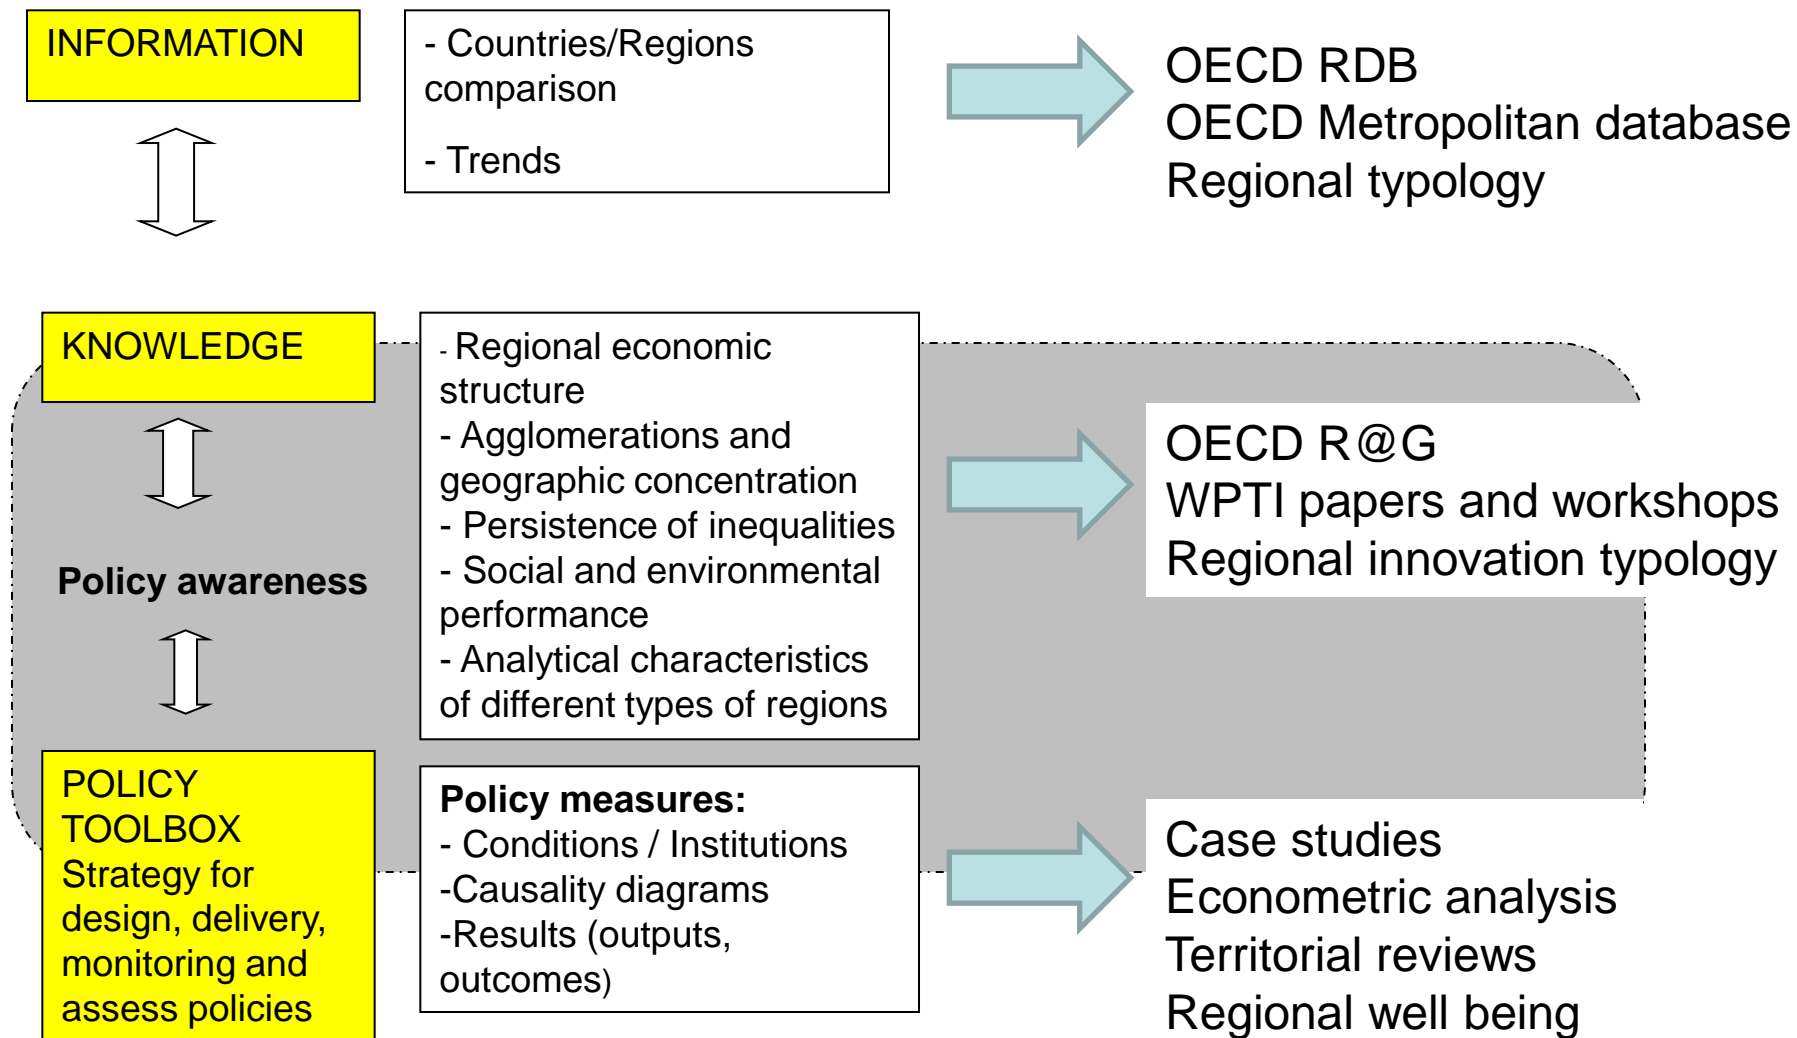 INFORMATION
- Countries/Regions
comparison
- Trends
OECD RDB
OECD Metropolitan database
Regional typology
KNOWLEDGE
- Regional economic
structure
- Agglomerations and
geographic concentration
- Persistence of inequalities
- Social and environmental
performance
- Analytical characteristics
of different types of regions
OECD R@G
WPTI papers and workshops
Regional innovation typology
Policy awareness
POLICY
TOOLBOX
Strategy for
design, delivery,
monitoring and
assess policies
Policy measures:
- Conditions / Institutions
-Causality diagrams
-Results (outputs,
outcomes)
Case studies
Econometric analysis
Territorial reviews
Regional well being